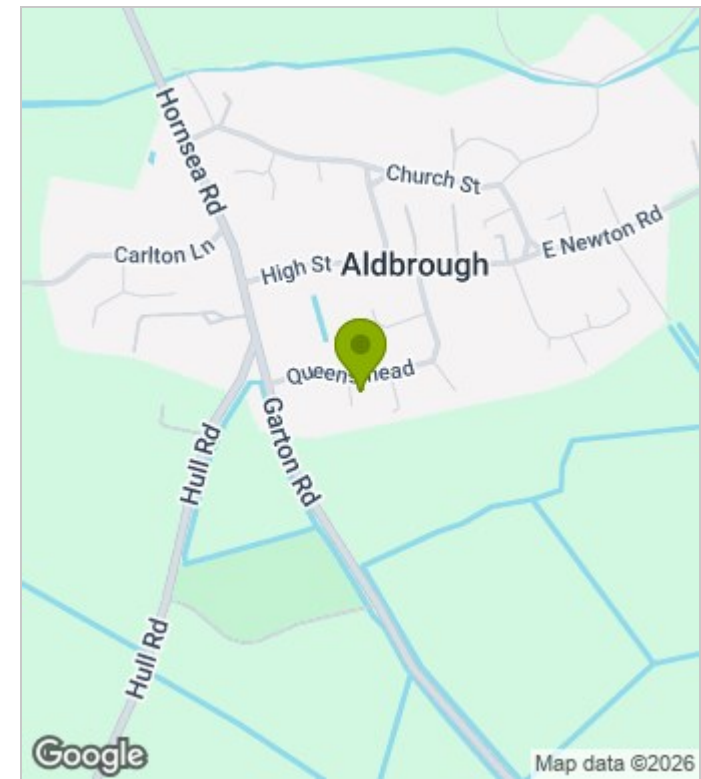 Hornsea Rd
Church St
E Newton Rd
Carlton Ln
High St
Aldbrough
Garton Rd
Hull Rd
Hull Rd
Google
Map data ©2026